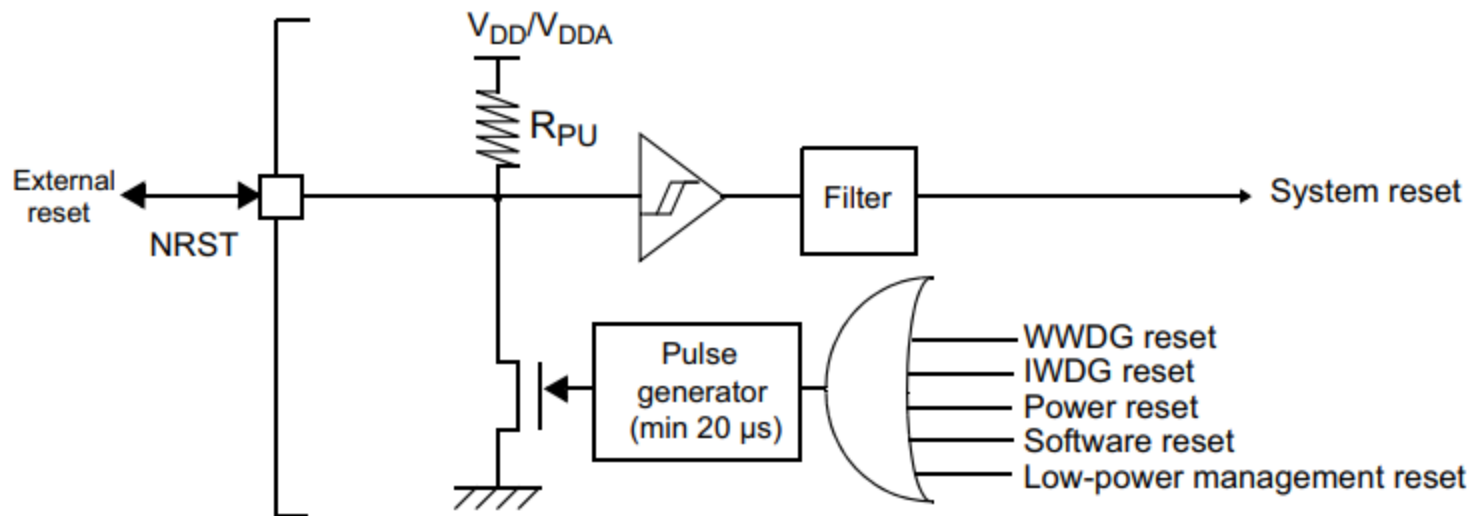 VDD/VDDA
RPU
External
reset
NRST
Filter
System reset
Pulse
generator
(min 20 µs)
WWDG reset
IWDG reset
Power reset
Software reset
Low-power management reset